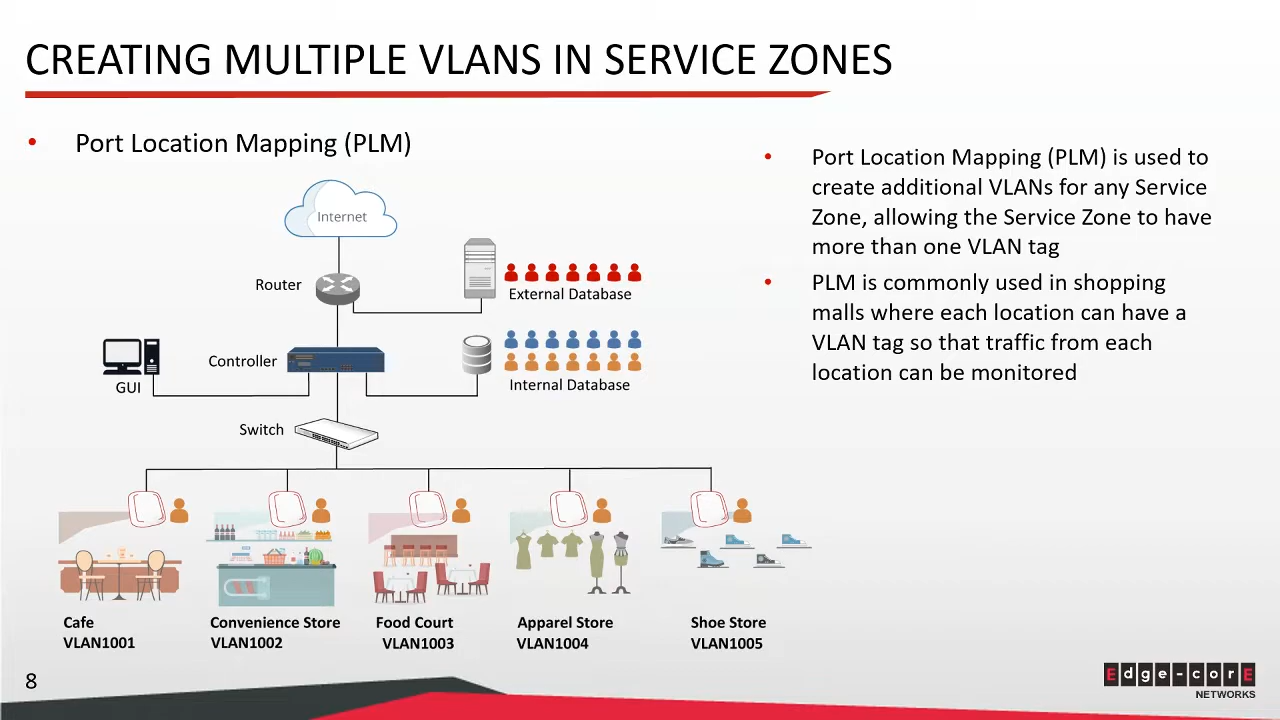 CREATING MULTIPLE VLANS IN SERVICE ZONES
• Port Location Mapping (PLM)
Internet
Router
External Database
Controller
GUI
Internal Database
Switch
Cafe
VLAN1001
Convenience Store
VLAN1002
Food Court
VLAN1003
Apparel Store
VLAN1004
Shoe Store
VLAN1005
• Port Location Mapping (PLM) is used to
create additional VLANs for any Service
Zone, allowing the Service Zone to have
more than one VLAN tag
• PLM is commonly used in shopping
malls where each location can have a
VLAN tag so that traffic from each
location can be monitored
8
Edge-corE
NETWORKS